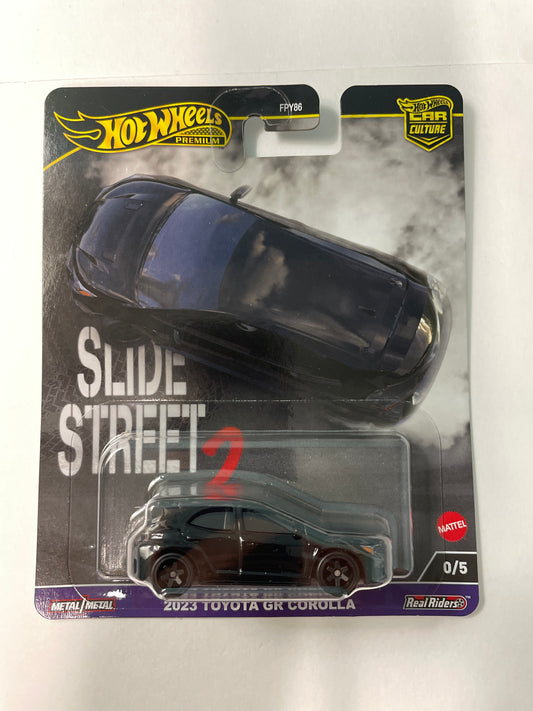 FPY86
HOT WHEELS
PREMIUM
HOT WHEELS
CAR
CULTURE
SLIDE
STREET
2
MATTEL
0/5
METAL/METAL
2023 TOYOTA GR COROLLA
Real Riders™